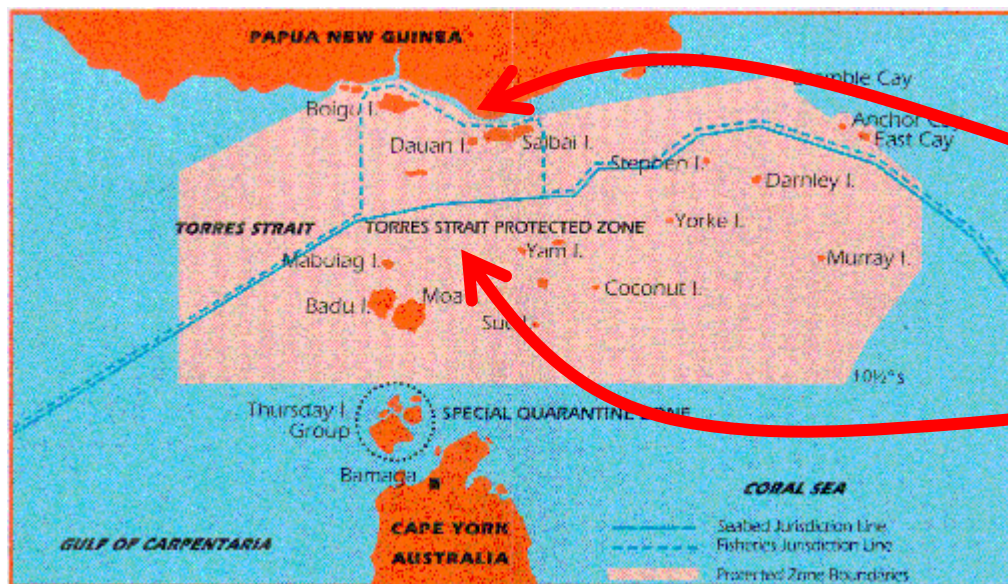 PAPUA NEW GUINEA
Cay
Boigu I.
Anchor
East Cay
Dauan I.
Saibai I.
Stephen I.
Darnley I.
TORRES STRAIT
TORRES STRAIT PROTECTED ZONE
Yorke I.
Yam I.
Murray I.
Mabuiag I.
Badu I.
Moa
Coconut I.
10½° s
Thursday I.
Group
SPECIAL QUARANTINE ZONE
Bamaga
CORAL SEA
CAPE YORK
AUSTRALIA
GULF OF CARPENTARIA
Seabed Jurisdiction Line
Fisheries Jurisdiction Line
Protected Zone Boundaries